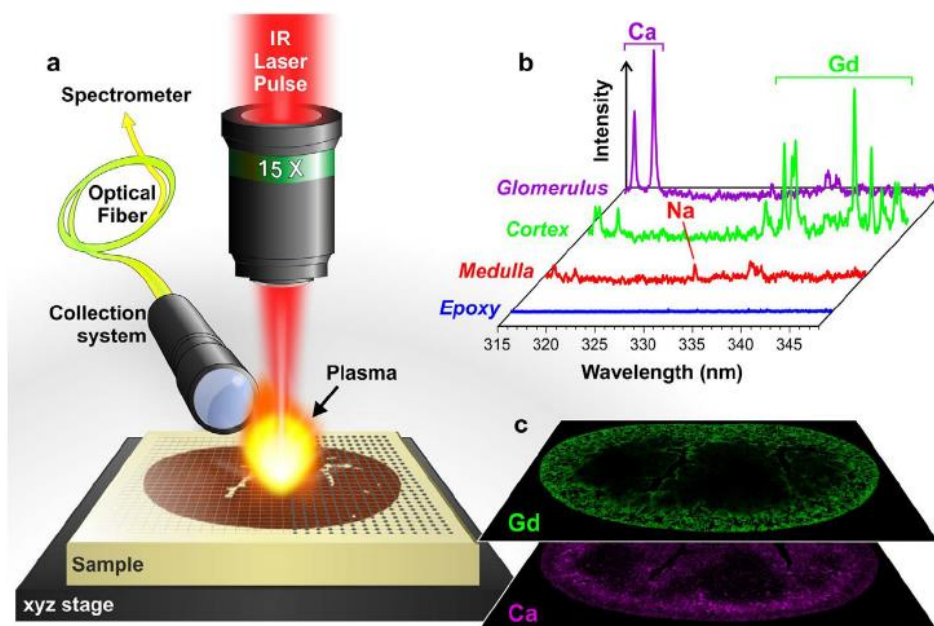 a
IR
Laser
Pulse
Spectrometer
15 X
Optical
Fiber
Collection
system
Plasma
Sample
xyz stage
b
Ca
Gd
Intensity
Glomerulus
Na
Cortex
Medulla
Epoxy
315 320 325 330 335 340 345
Wavelength (nm)
c
Gd
Ca